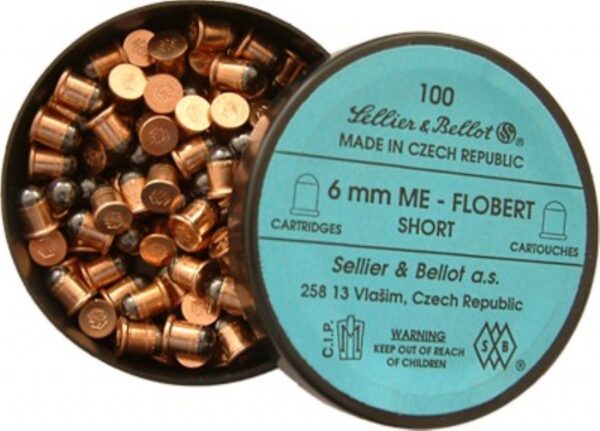 100
Sellier & Bellot S®
MADE IN CZECH REPUBLIC
6 mm ME - FLOBERT
SHORT
CARTRIDGES
CARTOUCHES
Sellier & Bellot a.s.
258 13 Vlašim, Czech Republic
C.I.P.
WARNING
KEEP OUT OF REACH
OF CHILDREN
S B ®